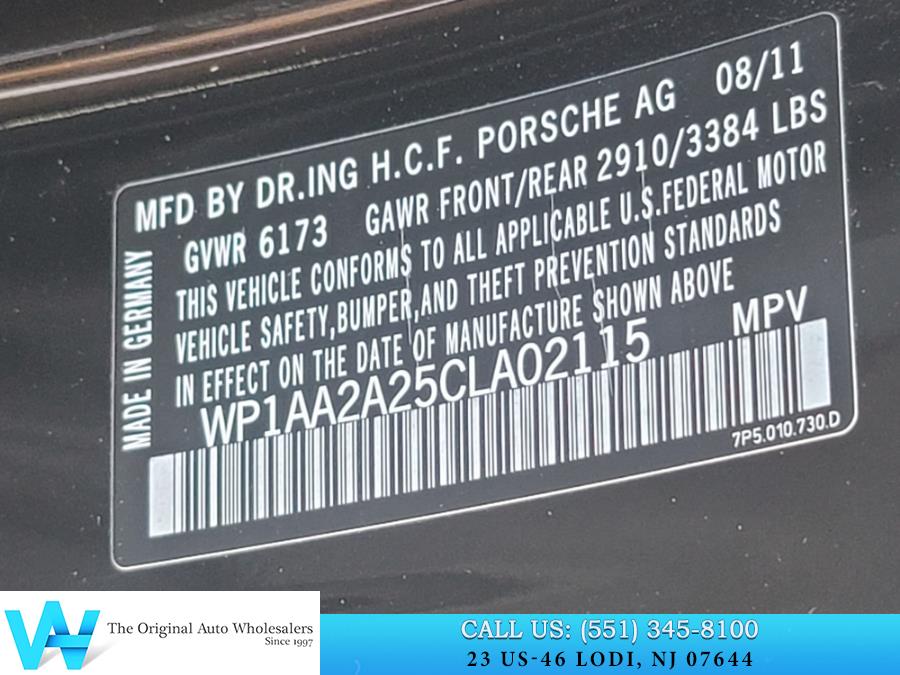 MFD BY DR.ING H.C.F. PORSCHE AG 08/11
GVWR 6173 GAWR FRONT/REAR 2910/3384 LBS
THIS VEHICLE CONFORMS TO ALL APPLICABLE U.S.FEDERAL MOTOR
VEHICLE SAFETY,BUMPER,AND THEFT PREVENTION STANDARDS
IN EFFECT ON THE DATE OF MANUFACTURE SHOWN ABOVE
WP1AA2A25CLA02115 MPV
7P5.010.730.D
MADE IN GERMANY
The Original Auto Wholesalers
Since 1997
CALL US: (551) 345-8100
23 US-46 LODI, NJ 07644